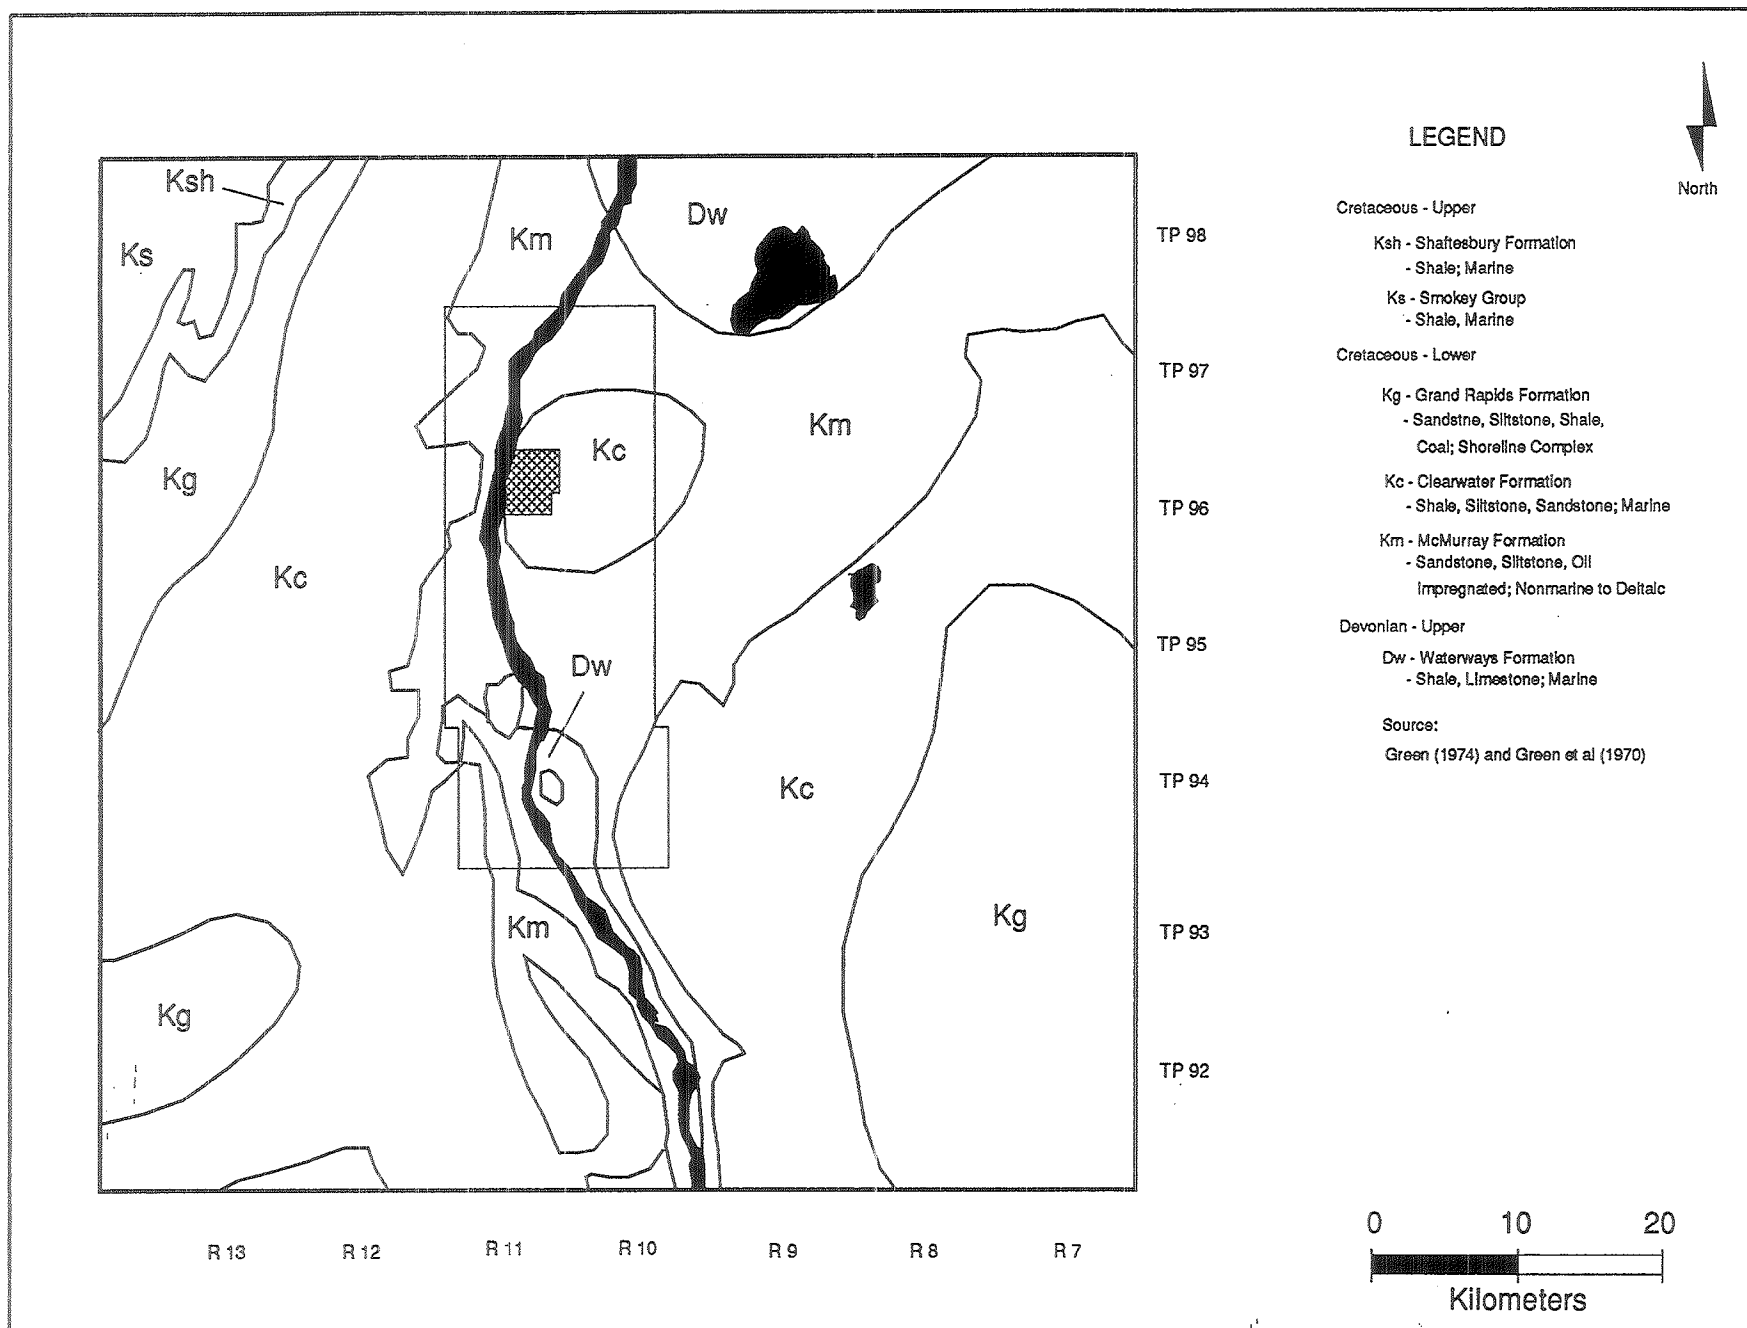 LEGEND
North
Cretaceous - Upper
Ksh - Shaftesbury Formation
- Shale; Marine
Ks - Smokey Group
- Shale, Marine
Cretaceous - Lower
Kg - Grand Rapids Formation
- Sandstne, Siltstone, Shale,
Coal; Shoreline Complex
Kc - Clearwater Formation
- Shale, Siltstone, Sandstone; Marine
Km - McMurray Formation
- Sandstone, Siltstone, Oil
Impregnated; Nonmarine to Deltaic
Devonian - Upper
Dw - Waterways Formation
- Shale, Limestone; Marine
Source:
Green (1974) and Green et al (1970)
Ksh
Ks
Km
Dw
TP 98
TP 97
Kc
Km
Kg
TP 96
Kc
TP 95
Dw
TP 94
Kc
Km
Kg
TP 93
Kg
TP 92
R 13 R 12 R 11 R 10 R 9 R 8 R 7
0 10 20
Kilometers